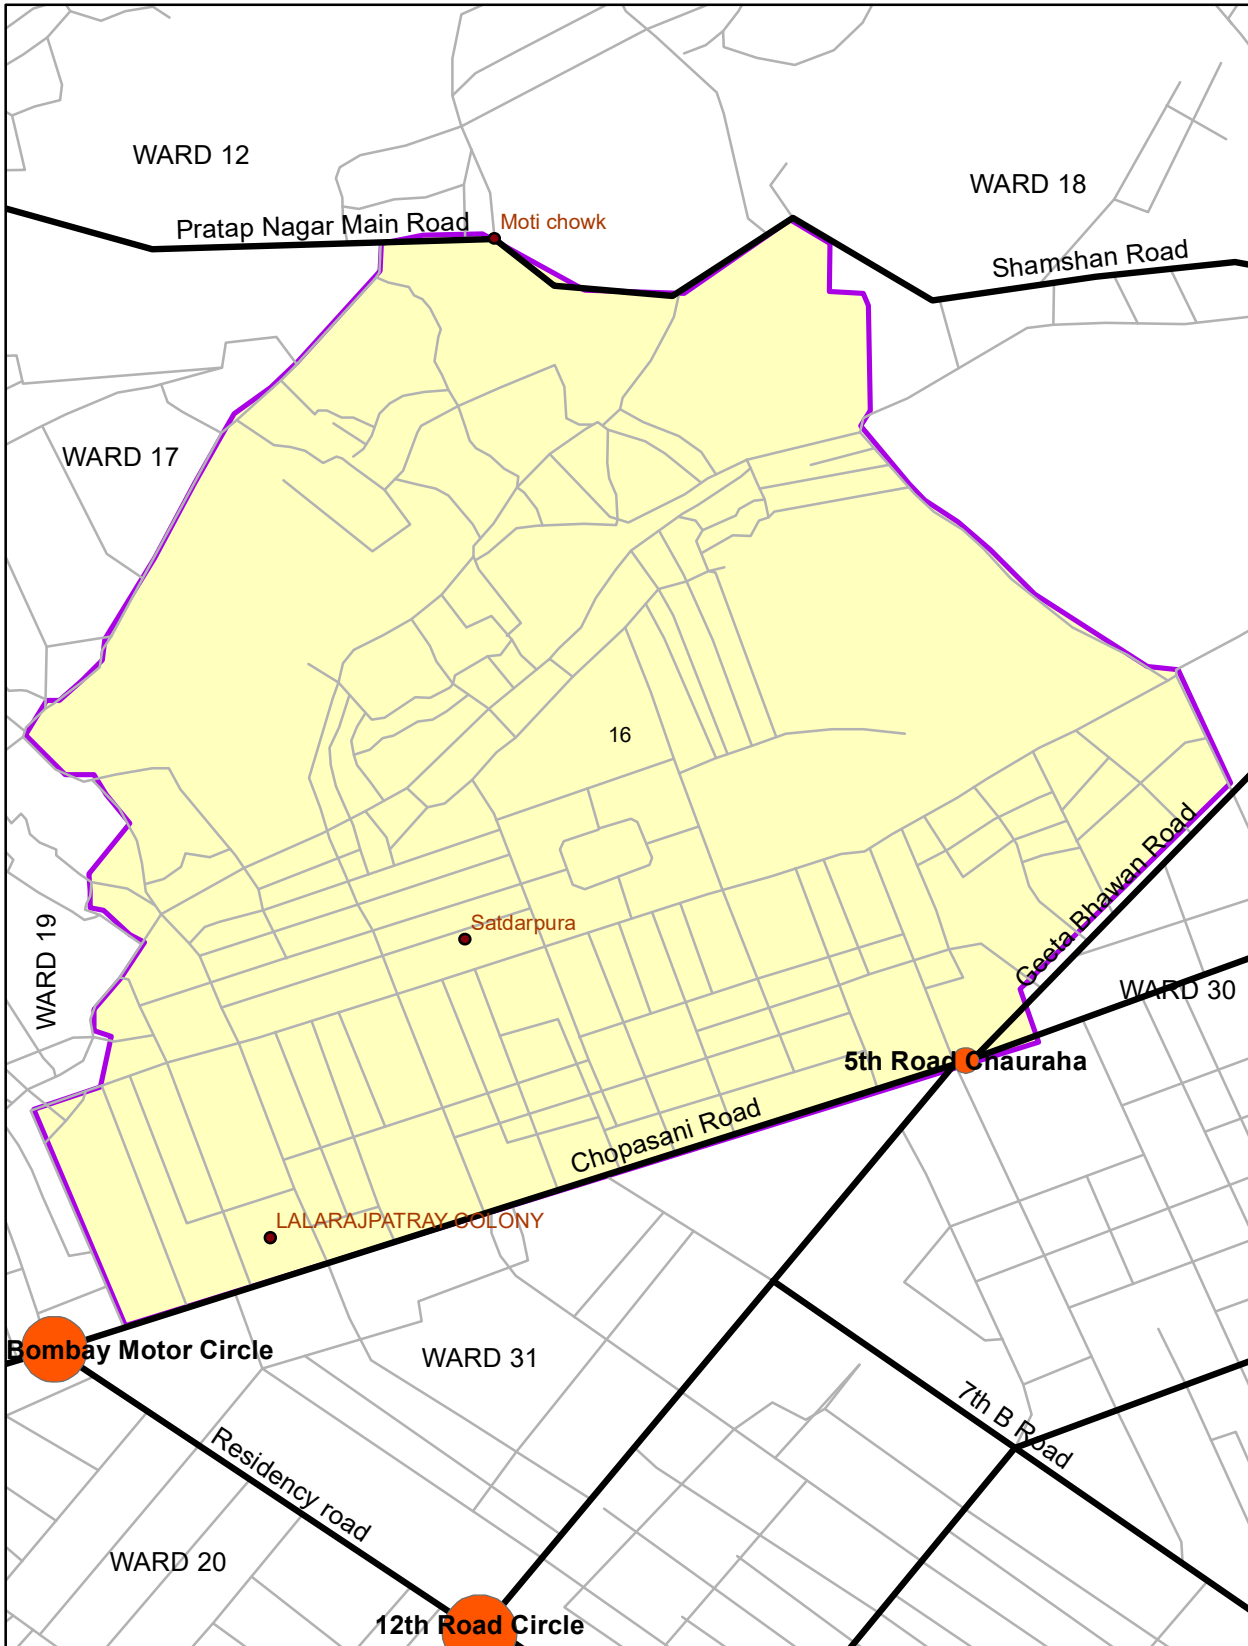 WARD 12
WARD 18
Pratap Nagar Main Road
Moti chowk
Shamshan Road
WARD 17
16
Geeta Bhawan Road
Satdarpura
WARD 19
WARD 30
5th Road Chauraha
Chopasani Road
LALARAJPATRAY COLONY
Bombay Motor Circle
WARD 31
7th B Road
Residency road
WARD 20
12th Road Circle